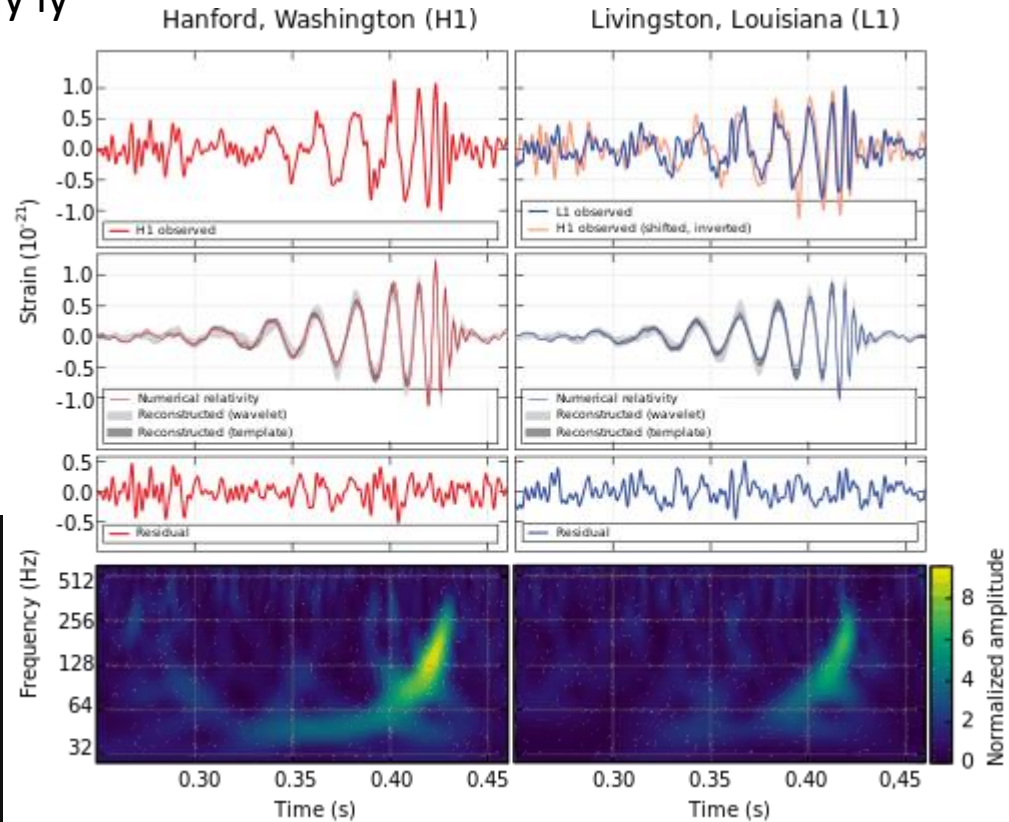 Hanford, Washington (H1)
Livingston, Louisiana (L1)
Strain (10⁻²¹)
1.0
0.5
0.0
-0.5
-1.0
H1 observed
L1 observed
H1 observed (shifted, inverted)
1.0
0.5
0.0
-0.5
-1.0
Numerical relativity
Reconstructed (wavelet)
Reconstructed (template)
Numerical relativity
Reconstructed (wavelet)
Reconstructed (template)
0.5
0.0
-0.5
Residual
Residual
Frequency (Hz)
512
256
128
64
32
Normalized amplitude
8
6
4
2
0
0.30 0.35 0.40 0.45
0.30 0.35 0.40 0,45
Time (s)
Time (s)